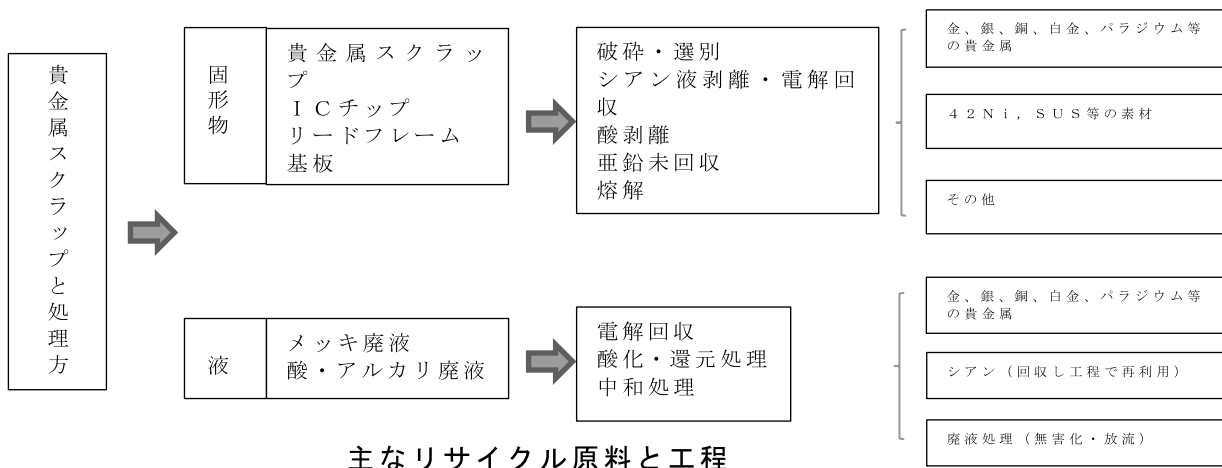 貴金属スクラップと処理方
固形物
貴金属スクラッ
プ
ＩＣチップ
リードフレーム
基板
破砕・選別
シアン液剥離・電解回
収
酸剥離
亜鉛末回収
熔解
金、銀、銅、白金、パラジウム等
の貴金属
４２Ｎｉ，ＳＵＳ等の素材
その他
液
メッキ廃液
酸・アルカリ廃液
電解回収
酸化・還元処理
中和処理
金、銀、銅、白金、パラジウム等
の貴金属
シアン（回収し工程で再利用）
廃液処理（無害化・放流）
主なリサイクル原料と工程